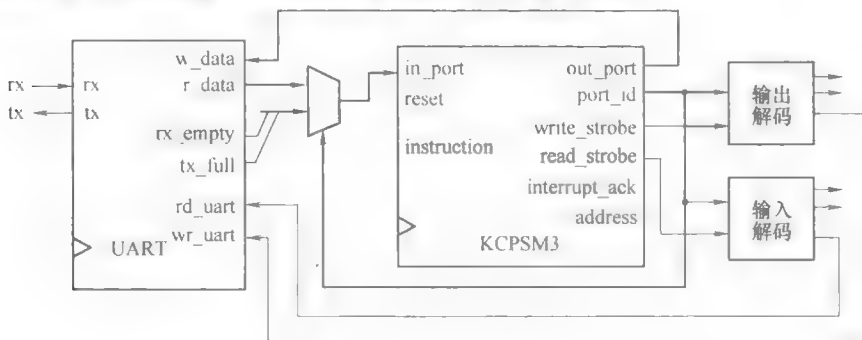 rx
tx
rx
tx
w_data
r_data
rx_empty
tx_full
rd_uart
wr_uart
UART
in_port
reset
instruction
out_port
port_id
write_strobe
read_strobe
interrupt_ack
address
KCPSM3
输出
解码
输入
解码